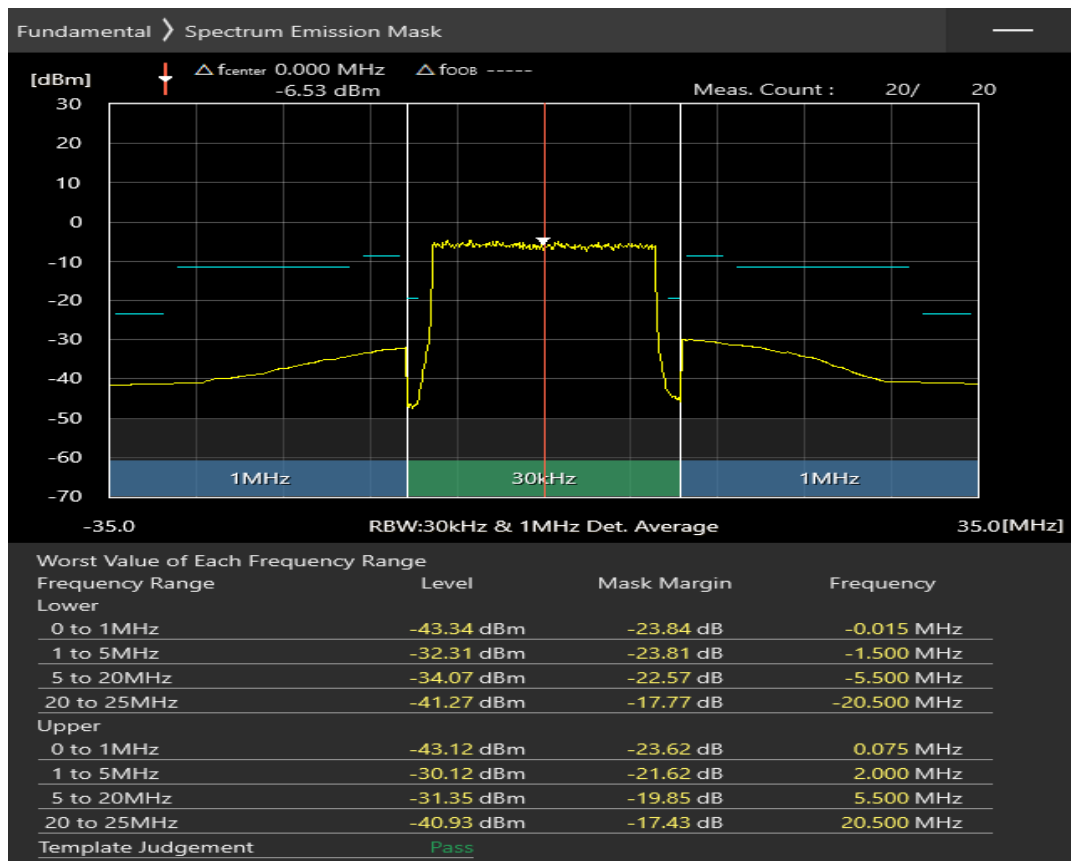 Fundamental ❯ Spectrum Emission Mask
[dBm] △ fcenter 0.000 MHz △ fOOB -----
-6.53 dBm Meas. Count : 20/ 20
30
20
10
0
-10
-20
-30
-40
-50
-60
-70
1MHz 30kHz 1MHz
-35.0 RBW:30kHz & 1MHz Det. Average 35.0[MHz]
Worst Value of Each Frequency Range
Frequency Range Level Mask Margin Frequency
Lower
0 to 1MHz -43.34 dBm -23.84 dB -0.015 MHz
1 to 5MHz -32.31 dBm -23.81 dB -1.500 MHz
5 to 20MHz -34.07 dBm -22.57 dB -5.500 MHz
20 to 25MHz -41.27 dBm -17.77 dB -20.500 MHz
Upper
0 to 1MHz -43.12 dBm -23.62 dB 0.075 MHz
1 to 5MHz -30.12 dBm -21.62 dB 2.000 MHz
5 to 20MHz -31.35 dBm -19.85 dB 5.500 MHz
20 to 25MHz -40.93 dBm -17.43 dB 20.500 MHz
Template Judgement Pass